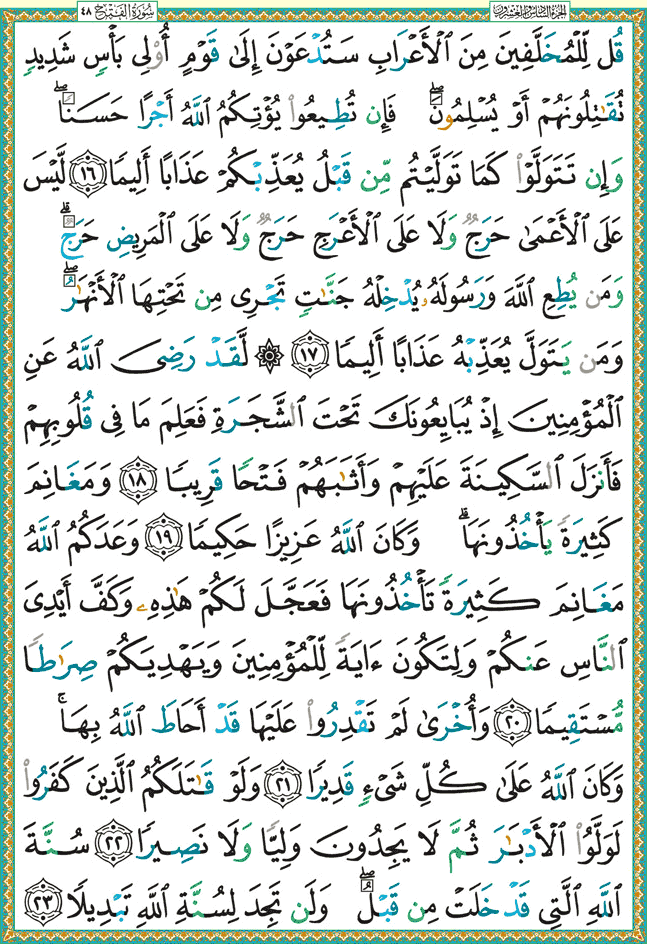 سُورَةُ الفَتْحِ ٤٨ الجزء السادس والعشرون
قُل لِّلْمُخَلَّفِينَ مِنَ ٱلْأَعْرَابِ سَتُدْعَوْنَ إِلَىٰ قَوْمٍ أُو۟لِى بَأْسٍ شَدِيدٍ
تُقَـٰتِلُونَهُمْ أَوْ يُسْلِمُونَ ۖ فَإِن تُطِيعُوا۟ يُؤْتِكُمُ ٱللَّهُ أَجْرًا حَسَنًا ۖ
وَإِن تَتَوَلَّوْا۟ كَمَا تَوَلَّيْتُم مِّن قَبْلُ يُعَذِّبْكُمْ عَذَابًا أَلِيمًا ١٦ لَّيْسَ
عَلَى ٱلْأَعْمَىٰ حَرَجٌ وَلَا عَلَى ٱلْأَعْرَجِ حَرَجٌ وَلَا عَلَى ٱلْمَرِيضِ حَرَجٌ ۗ
وَمَن يُطِعِ ٱللَّهَ وَرَسُولَهُۥ يُدْخِلْهُ جَنَّـٰتٍ تَجْرِى مِن تَحْتِهَا ٱلْأَنْهَـٰرُ ۖ
وَمَن يَتَوَلَّ يُعَذِّبْهُ عَذَابًا أَلِيمًا ١٧ ۞ لَّقَدْ رَضِىَ ٱللَّهُ عَنِ
ٱلْمُؤْمِنِينَ إِذْ يُبَايِعُونَكَ تَحْتَ ٱلشَّجَرَةِ فَعَلِمَ مَا فِى قُلُوبِهِمْ
فَأَنزَلَ ٱلسَّكِينَةَ عَلَيْهِمْ وَأَثَـٰبَهُمْ فَتْحًا قَرِيبًا ١٨ وَمَغَانِمَ
كَثِيرَةً يَأْخُذُونَهَا ۗ وَكَانَ ٱللَّهُ عَزِيزًا حَكِيمًا ١٩ وَعَدَكُمُ ٱللَّهُ
مَغَانِمَ كَثِيرَةً تَأْخُذُونَهَا فَعَجَّلَ لَكُمْ هَـٰذِهِۦ وَكَفَّ أَيْدِىَ
ٱلنَّاسِ عَنكُمْ وَلِتَكُونَ ءَايَةً لِّلْمُؤْمِنِينَ وَيَهْدِيَكُمْ صِرَٰطًا
مُّسْتَقِيمًا ٢٠ وَأُخْرَىٰ لَمْ تَقْدِرُوا۟ عَلَيْهَا قَدْ أَحَاطَ ٱللَّهُ بِهَا ۚ
وَكَانَ ٱللَّهُ عَلَىٰ كُلِّ شَىْءٍ قَدِيرًا ٢١ وَلَوْ قَـٰتَلَكُمُ ٱلَّذِينَ كَفَرُوا۟
لَوَلَّوُا۟ ٱلْأَدْبَـٰرَ ثُمَّ لَا يَجِدُونَ وَلِيًّا وَلَا نَصِيرًا ٢٢ سُنَّةَ
ٱللَّهِ ٱلَّتِى قَدْ خَلَتْ مِن قَبْلُ ۖ وَلَن تَجِدَ لِسُنَّةِ ٱللَّهِ تَبْدِيلًا ٢٣